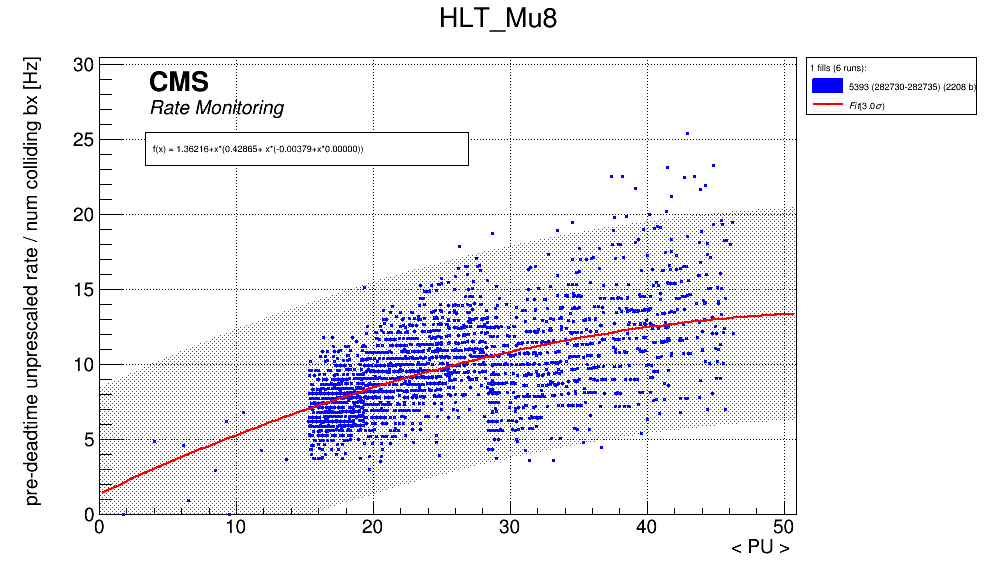 HLT_Mu8
CMS
Rate Monitoring
f(x) = 1.36216+x*(0.42865+ x*(-0.00379+x*0.00000))
1 fills (6 runs):
5393 (282730-282735) (2208 b)
Fit(3.0σ)
pre-deadtime unprescaled rate / num colliding bx [Hz]
30
25
20
15
10
5
0
0 10 20 30 40 50
< PU >